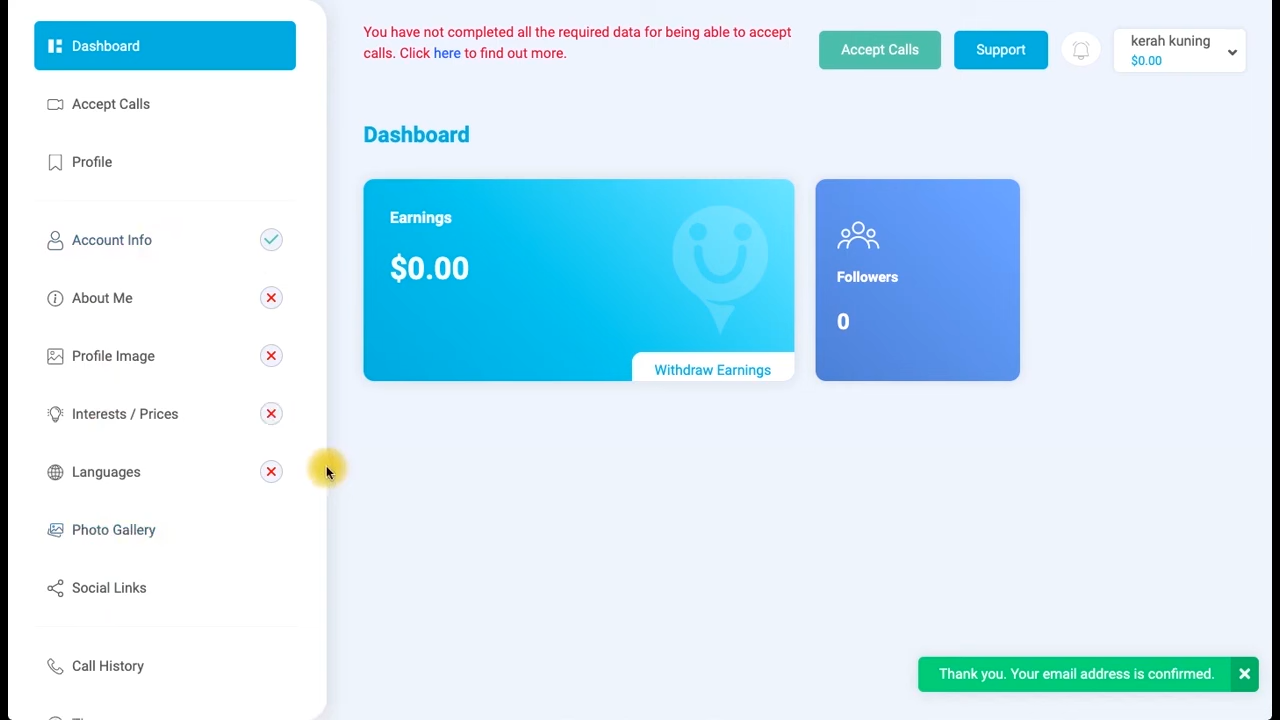 Dashboard
Accept Calls
Profile
Account Info
About Me
Profile Image
Interests / Prices
Languages
Photo Gallery
Social Links
Call History
You have not completed all the required data for being able to accept
calls. Click here to find out more.
Accept Calls
Support
kerah kuning
$0.00
Dashboard
Earnings
$0.00
Withdraw Earnings
Followers
0
Thank you. Your email address is confirmed.